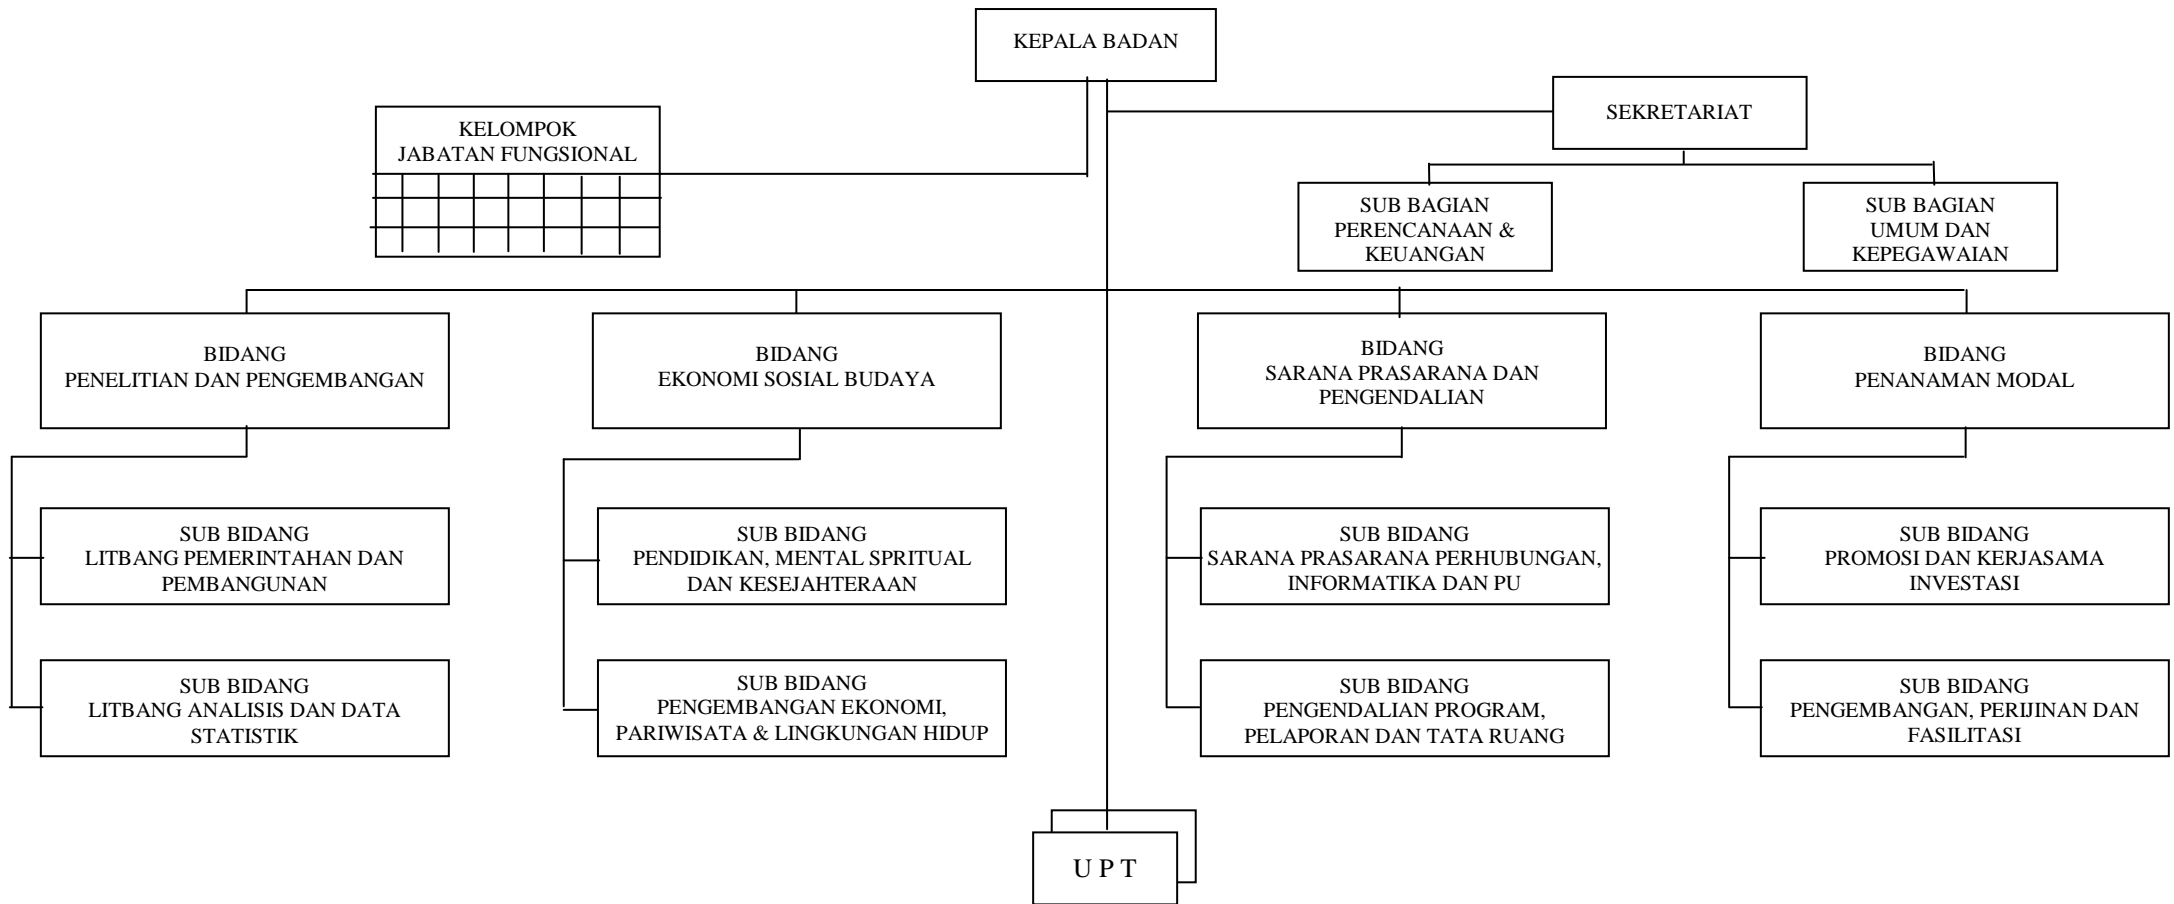 KEPALA BADAN
SEKRETARIAT
KELOMPOK
JABATAN FUNGSIONAL
SUB BAGIAN
PERENCANAAN &
KEUANGAN
SUB BAGIAN
UMUM DAN
KEPEGAWAIAN
BIDANG
PENELITIAN DAN PENGEMBANGAN
BIDANG
EKONOMI SOSIAL BUDAYA
BIDANG
SARANA PRASARANA DAN
PENGENDALIAN
BIDANG
PENANAMAN MODAL
SUB BIDANG
LITBANG PEMERINTAHAN DAN
PEMBANGUNAN
SUB BIDANG
PENDIDIKAN, MENTAL SPRITUAL
DAN KESEJAHTERAAN
SUB BIDANG
SARANA PRASARANA PERHUBUNGAN,
INFORMATIKA DAN PU
SUB BIDANG
PROMOSI DAN KERJASAMA
INVESTASI
SUB BIDANG
LITBANG ANALISIS DAN DATA
STATISTIK
SUB BIDANG
PENGEMBANGAN EKONOMI,
PARIWISATA & LINGKUNGAN HIDUP
SUB BIDANG
PENGENDALIAN PROGRAM,
PELAPORAN DAN TATA RUANG
SUB BIDANG
PENGEMBANGAN, PERIJINAN DAN
FASILITASI
U P T